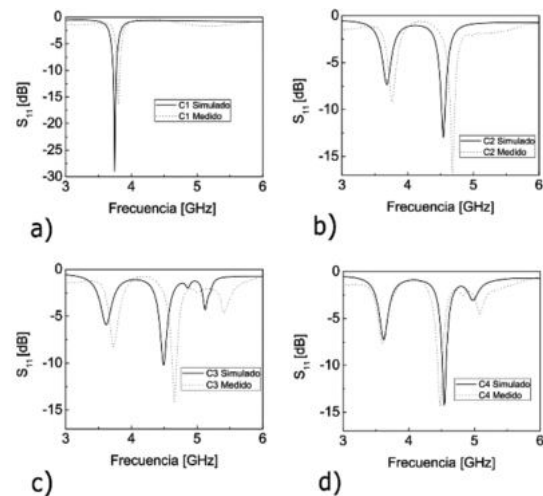 0
-5
-10
-15
-20
-25
-30
S11 [dB]
C1 Simulado
C1 Medido
3 4 5 6
Frecuencia [GHz]
a)
0
-5
-10
-15
S11 [dB]
C2 Simulado
C2 Medido
3 4 5 6
Frecuencia [GHz]
b)
0
-5
-10
-15
S11 [dB]
C3 Simulado
C3 Medido
3 4 5 6
Frecuencia [GHz]
c)
0
-5
-10
-15
S11 [dB]
C4 Simulado
C4 Medido
3 4 5 6
Frecuencia [GHz]
d)